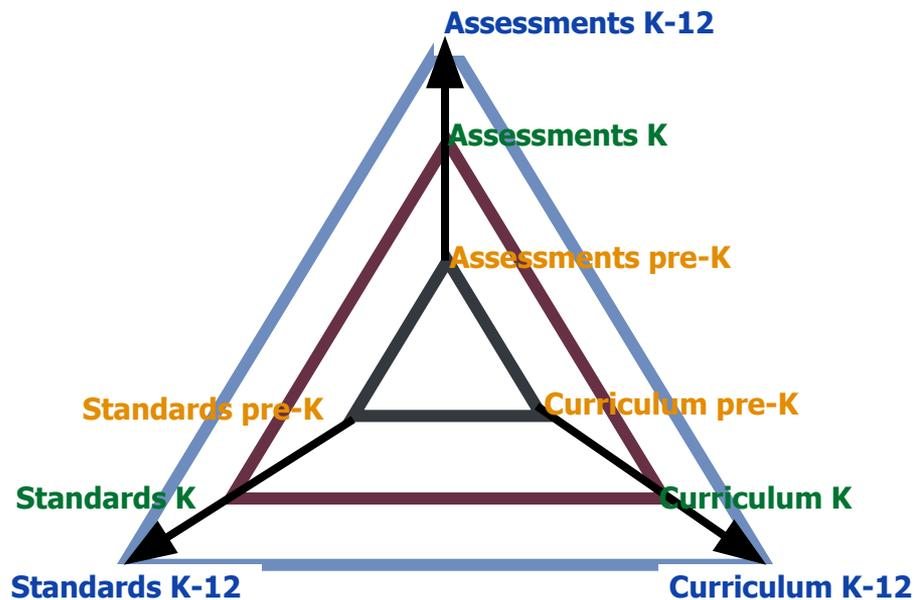 Assessments K-12
Assessments K
Assessments pre-K
Standards pre-K
Curriculum pre-K
Standards K
Curriculum K
Standards K-12
Curriculum K-12